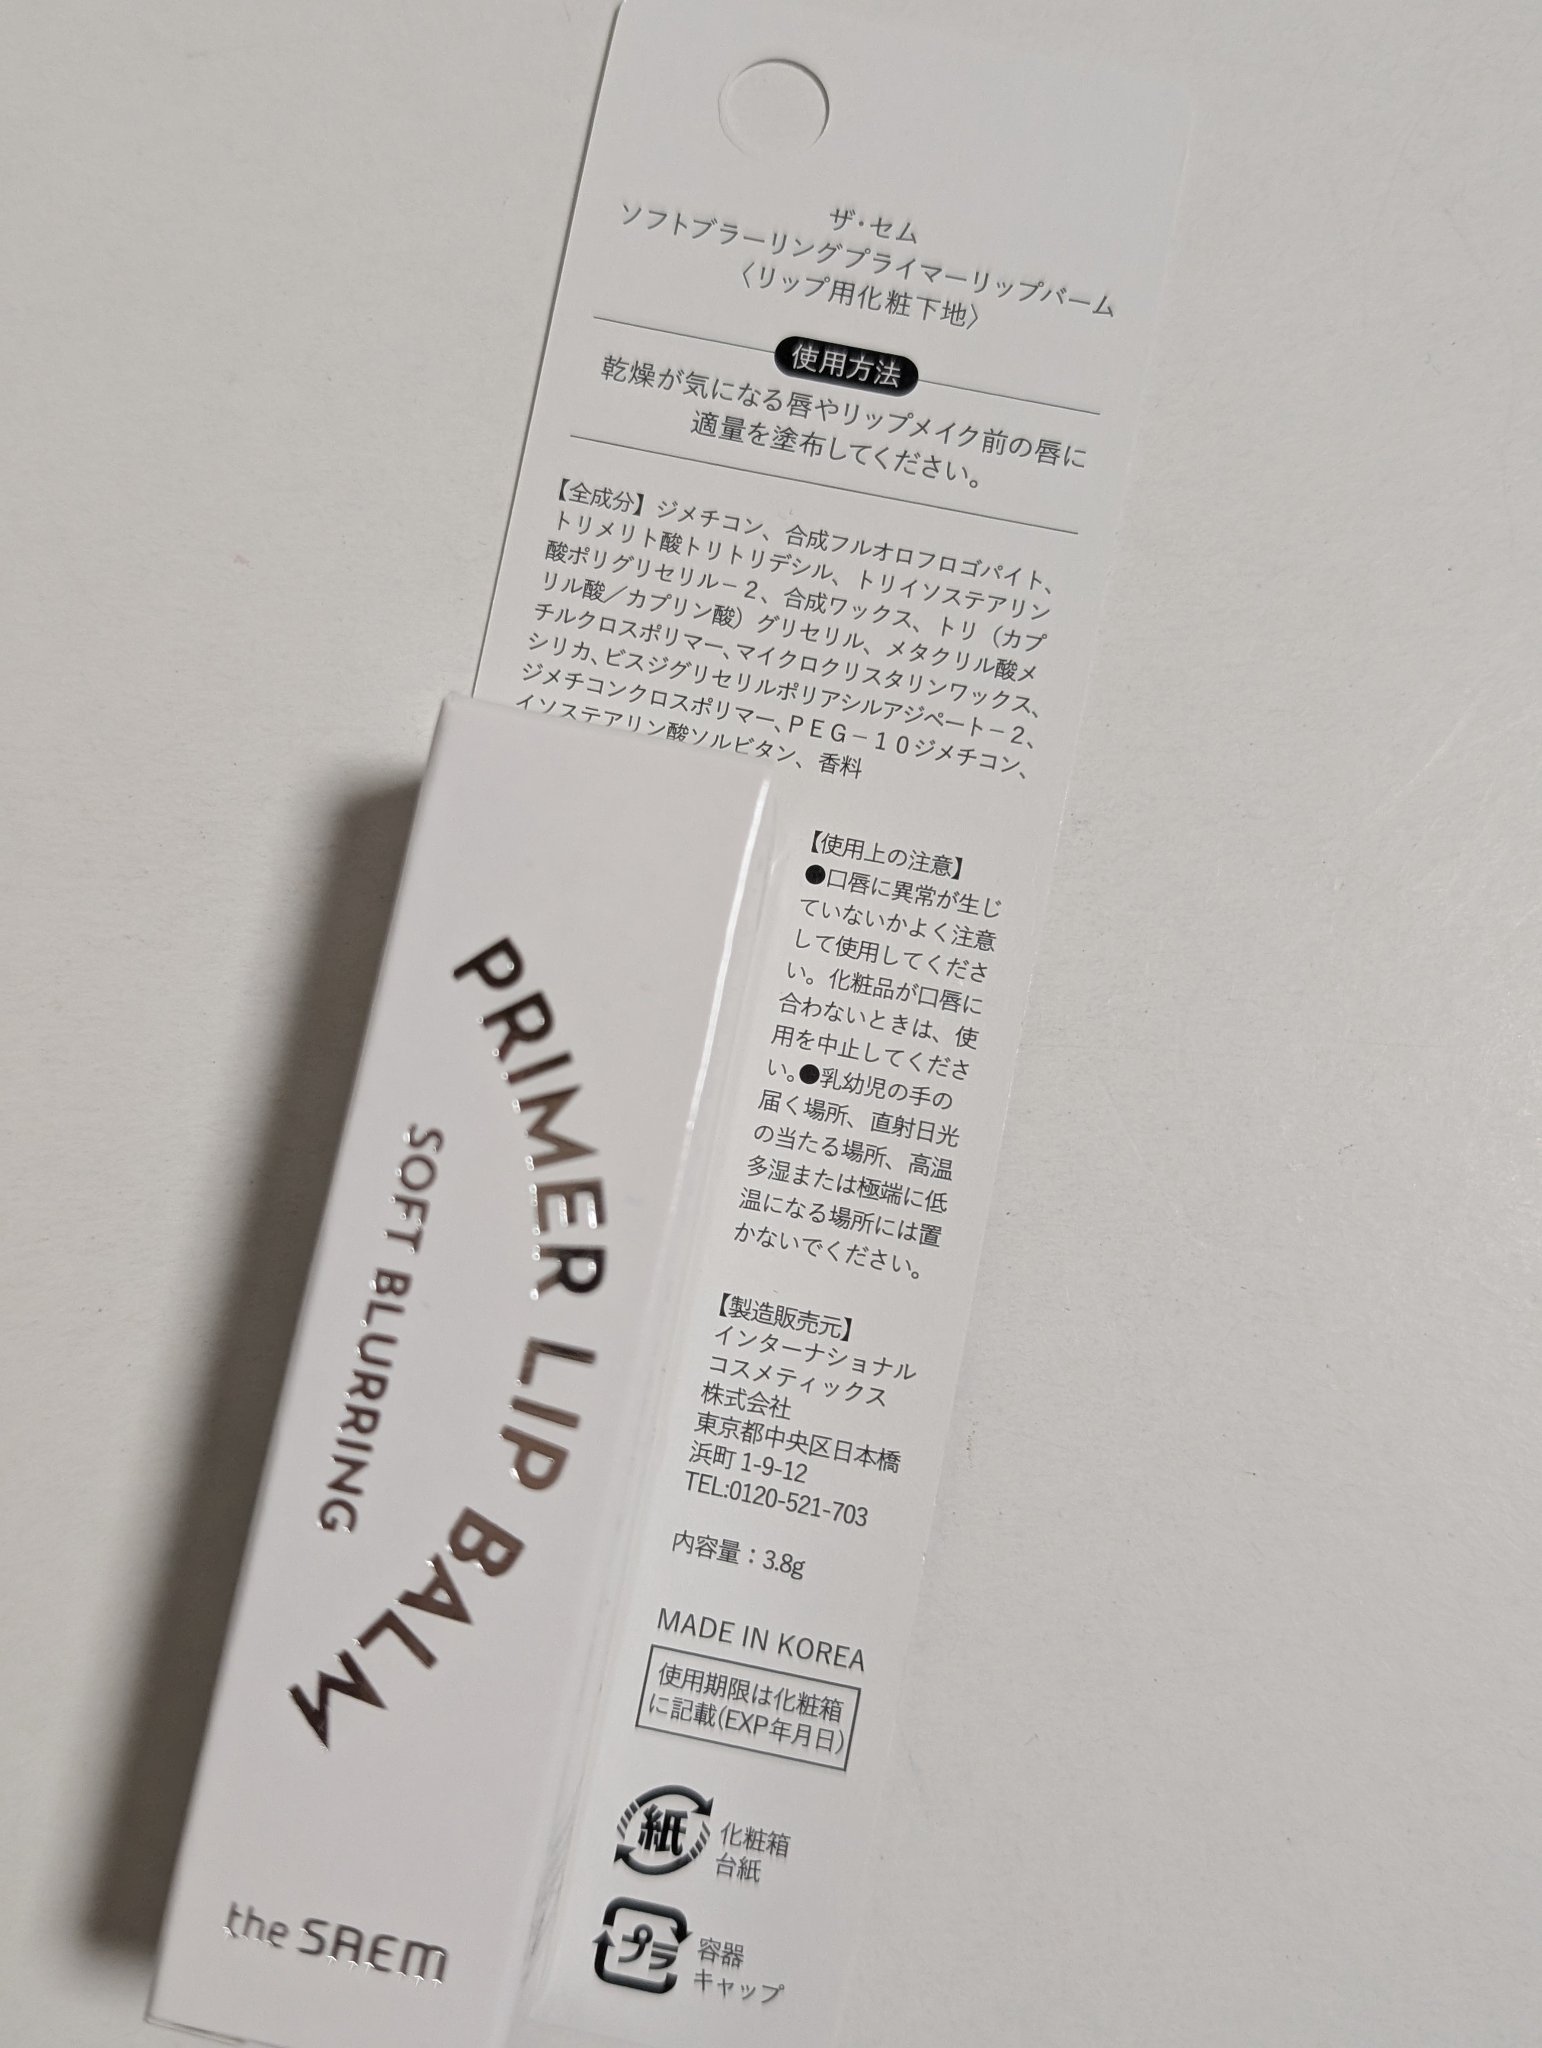 ザ・セム
ソフトブラーリングプライマーリップバーム
〈リップ用化粧下地〉
使用方法
乾燥が気になる唇やリップメイク前の唇に
適量を塗布してください。
【全成分】ジメチコン、合成フルオロフロゴパイト、
トリメリト酸トリトリデシル、トリイソステアリン
酸ポリグリセリル－２、合成ワックス、トリ（カプ
リル酸／カプリン酸）グリセリル、メタクリル酸メ
チルクロスポリマー、マイクロクリスタリンワックス、
シリカ、ビスジグリセリルポリアシルアジペート－２、
ジメチコンクロスポリマー、ＰＥＧ－１０ジメチコン、
イソステアリン酸ソルビタン、香料
【使用上の注意】
●口唇に異常が生じ
ていないかよく注意
して使用してくださ
い。化粧品が口唇に
合わないときは、使
用を中止してくださ
い。●乳幼児の手の
届く場所、直射日光
の当たる場所、高温
多湿または極端に低
温になる場所には置
かないでください。
【製造販売元】
インターナショナル
コスメティックス
株式会社
東京都中央区日本橋
浜町 1-9-12
TEL:0120-521-703
内容量：3.8g
MADE IN KOREA
使用期限は化粧箱
に記載(EXP年月日)
紙
化粧箱
台紙
プラ
容器
キャップ
PRIMER LIP BALM
SOFT BLURRING
the SAEM